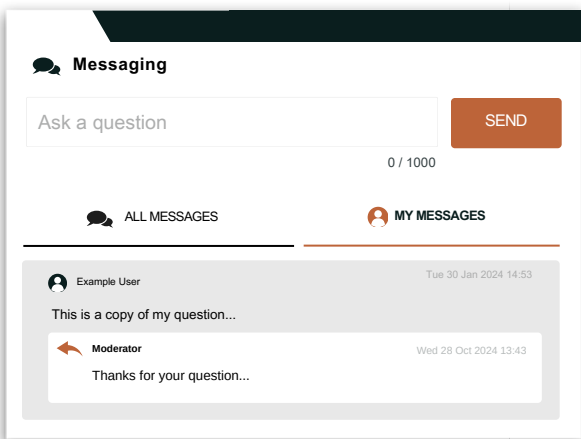 Messaging
Ask a question
SEND
0 / 1000
ALL MESSAGES
MY MESSAGES
Example User
Tue 30 Jan 2024 14:53
This is a copy of my question...
Moderator
Wed 28 Oct 2024 13:43
Thanks for your question...